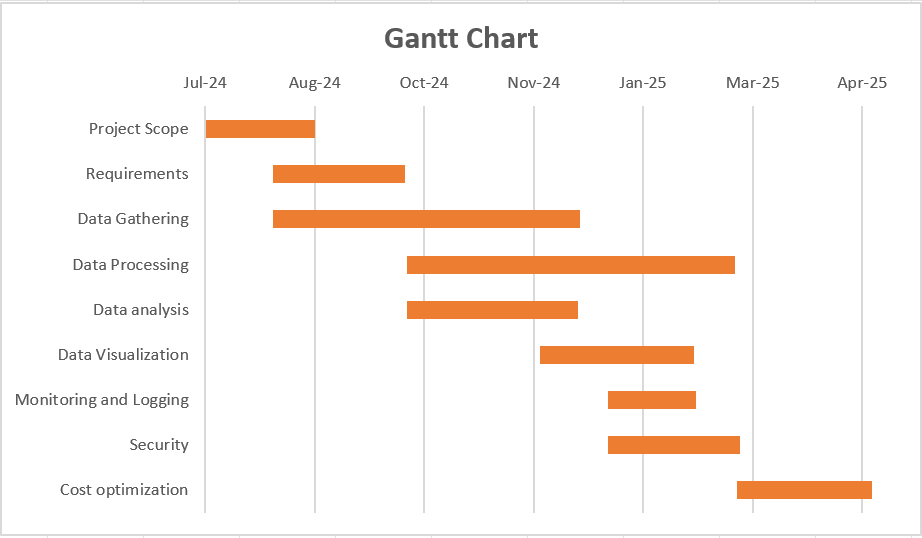 Gantt Chart
Jul-24 Aug-24 Oct-24 Nov-24 Jan-25 Mar-25 Apr-25
Project Scope
Requirements
Data Gathering
Data Processing
Data analysis
Data Visualization
Monitoring and Logging
Security
Cost optimization